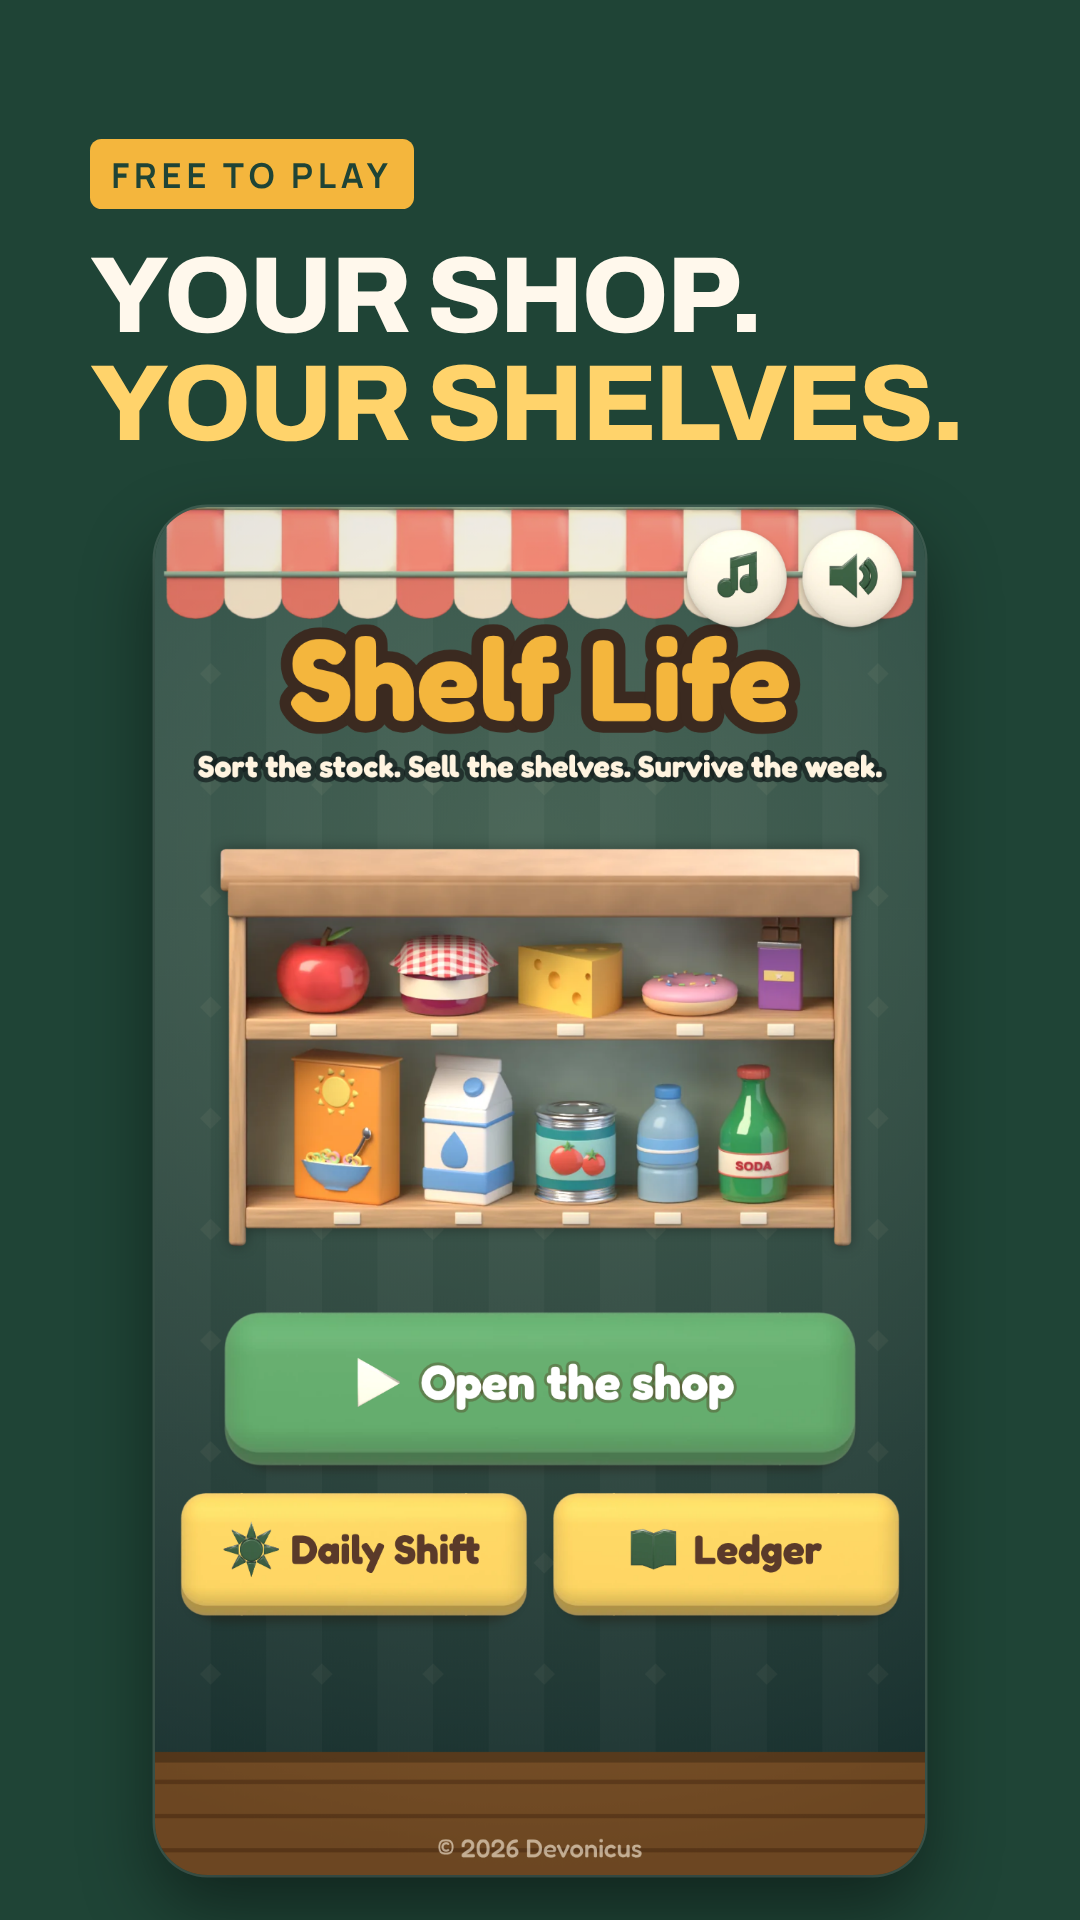 FREE TO PLAY
YOUR SHOP.
YOUR SHELVES.
Shelf Life
Sort the stock. Sell the shelves. Survive the week.
SODA
Open the shop
Daily Shift
Ledger
© 2026 Devonicus